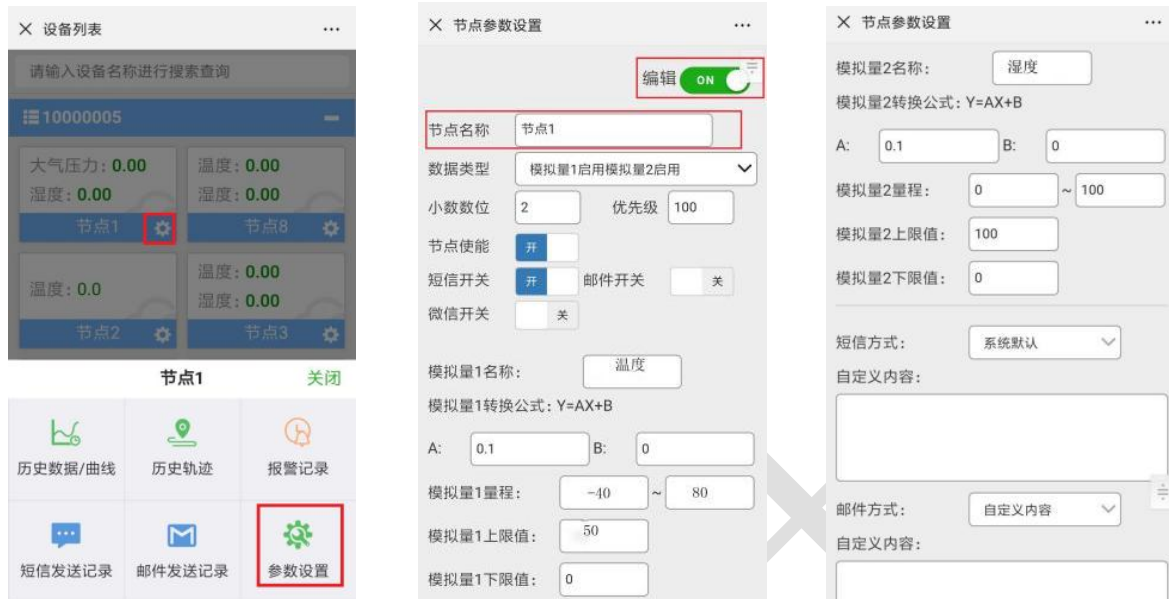 设备列表
请输入设备名称进行搜索查询
10000005
大气压力: 0.00
湿度: 0.00
节点1
温度: 0.00
湿度: 0.00
节点8
温度: 0.0
节点2
温度: 0.00
湿度: 0.00
节点3
节点1
关闭
历史数据/曲线
历史轨迹
报警记录
短信发送记录
邮件发送记录
参数设置
节点参数设置
编辑 ON
节点名称 节点1
数据类型 模拟量1启用模拟量2启用
小数数位 2 优先级 100
节点使能 开
短信开关 开 邮件开关 关
微信开关 关
模拟量1名称: 温度
模拟量1转换公式: Y=AX+B
A: 0.1 B: 0
模拟量1量程: -40 ~ 80
模拟量1上限值: 50
模拟量1下限值: 0
节点参数设置
模拟量2名称: 湿度
模拟量2转换公式: Y=AX+B
A: 0.1 B: 0
模拟量2量程: 0 ~ 100
模拟量2上限值: 100
模拟量2下限值: 0
短信方式: 系统默认
自定义内容:
邮件方式: 自定义内容
自定义内容: